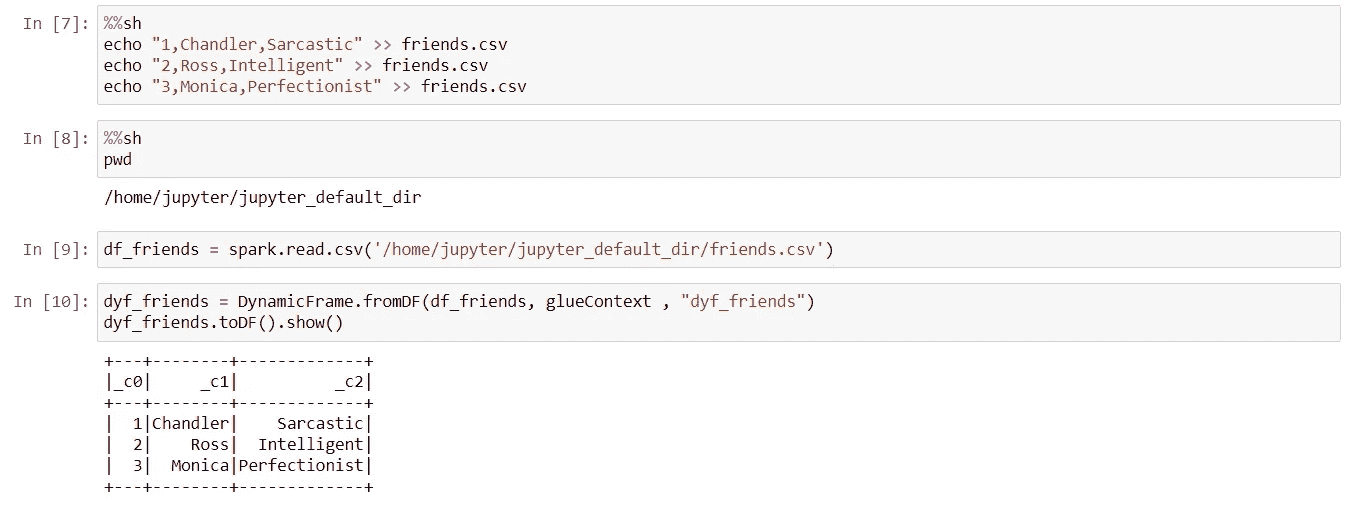 In [7]: %%sh
echo "1,Chandler,Sarcastic" >> friends.csv
echo "2,Ross,Intelligent" >> friends.csv
echo "3,Monica,Perfectionist" >> friends.csv
In [8]: %%sh
pwd
/home/jupyter/jupyter_default_dir
In [9]: df_friends = spark.read.csv('/home/jupyter/jupyter_default_dir/friends.csv')
In [10]: dyf_friends = DynamicFrame.fromDF(df_friends, glueContext , "dyf_friends")
dyf_friends.toDF().show()
+---+--------+-------------+
|_c0|     _c1|          _c2|
+---+--------+-------------+
|  1|Chandler|    Sarcastic|
|  2|    Ross|  Intelligent|
|  3|  Monica|Perfectionist|
+---+--------+-------------+